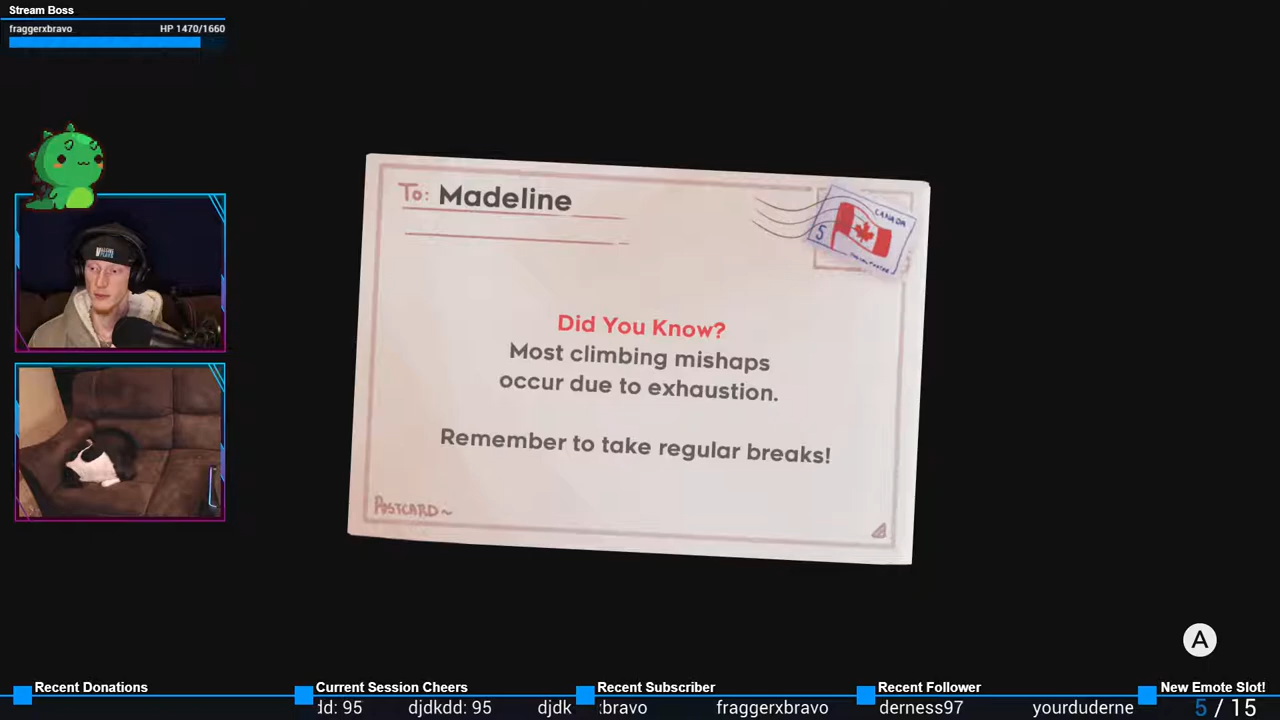 Stream Boss
fraggerxbravo HP 1470/1660
To: Madeline
CANADA
5
Did You Know?
Most climbing mishaps
occur due to exhaustion.
Remember to take regular breaks!
POSTCARD~
A
Recent Donations
Current Session Cheers
dd: 95 djdkdd: 95 djdk
Recent Subscriber
:bravo fraggerxbravo
Recent Follower
derness97 yourduderne
New Emote Slot!
5 / 15